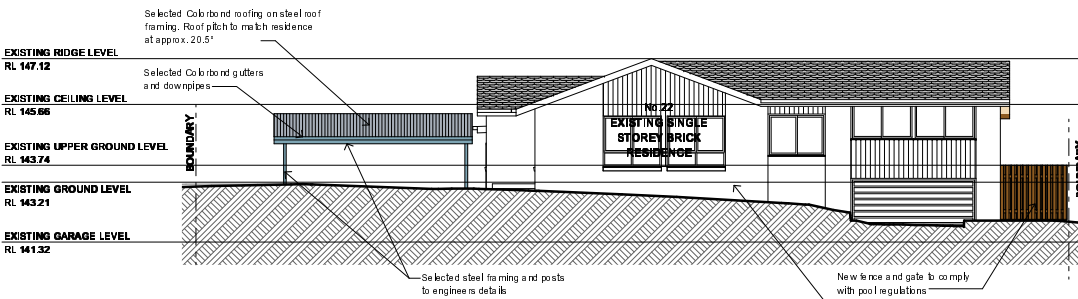 Selected Colorbond roofing on steel roof
framing. Roof pitch to match residence
at approx. 20.5°
EXISTING RIDGE LEVEL
RL 147.12
Selected Colorbond gutters
and downpipes
EXISTING CEILING LEVEL
RL 145.66
No.22
EXISTING SINGLE
STOREY BRICK
RESIDENCE
BOUNDARY
EXISTING UPPER GROUND LEVEL
RL 143.74
EXISTING GROUND LEVEL
RL 143.21
EXISTING GARAGE LEVEL
RL 141.32
Selected steel framing and posts
to engineers details
New fence and gate to comply
with pool regulations